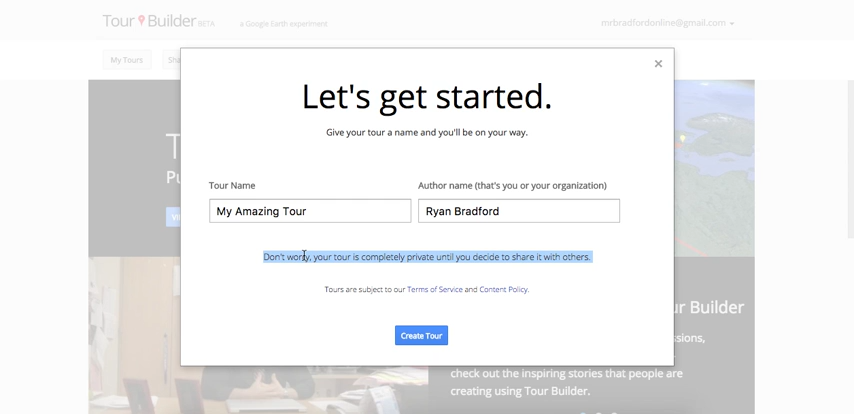 Tour Builder BETA a Google Earth experiment mrbradfordonline@gmail.com
My Tours
Let's get started.
Give your tour a name and you'll be on your way.
Tour Name Author name (that's you or your organization)
My Amazing Tour Ryan Bradford
Don't worry, your tour is completely private until you decide to share it with others.
Tours are subject to our Terms of Service and Content Policy.
Create Tour
check out the inspiring stories that people are
creating using Tour Builder.